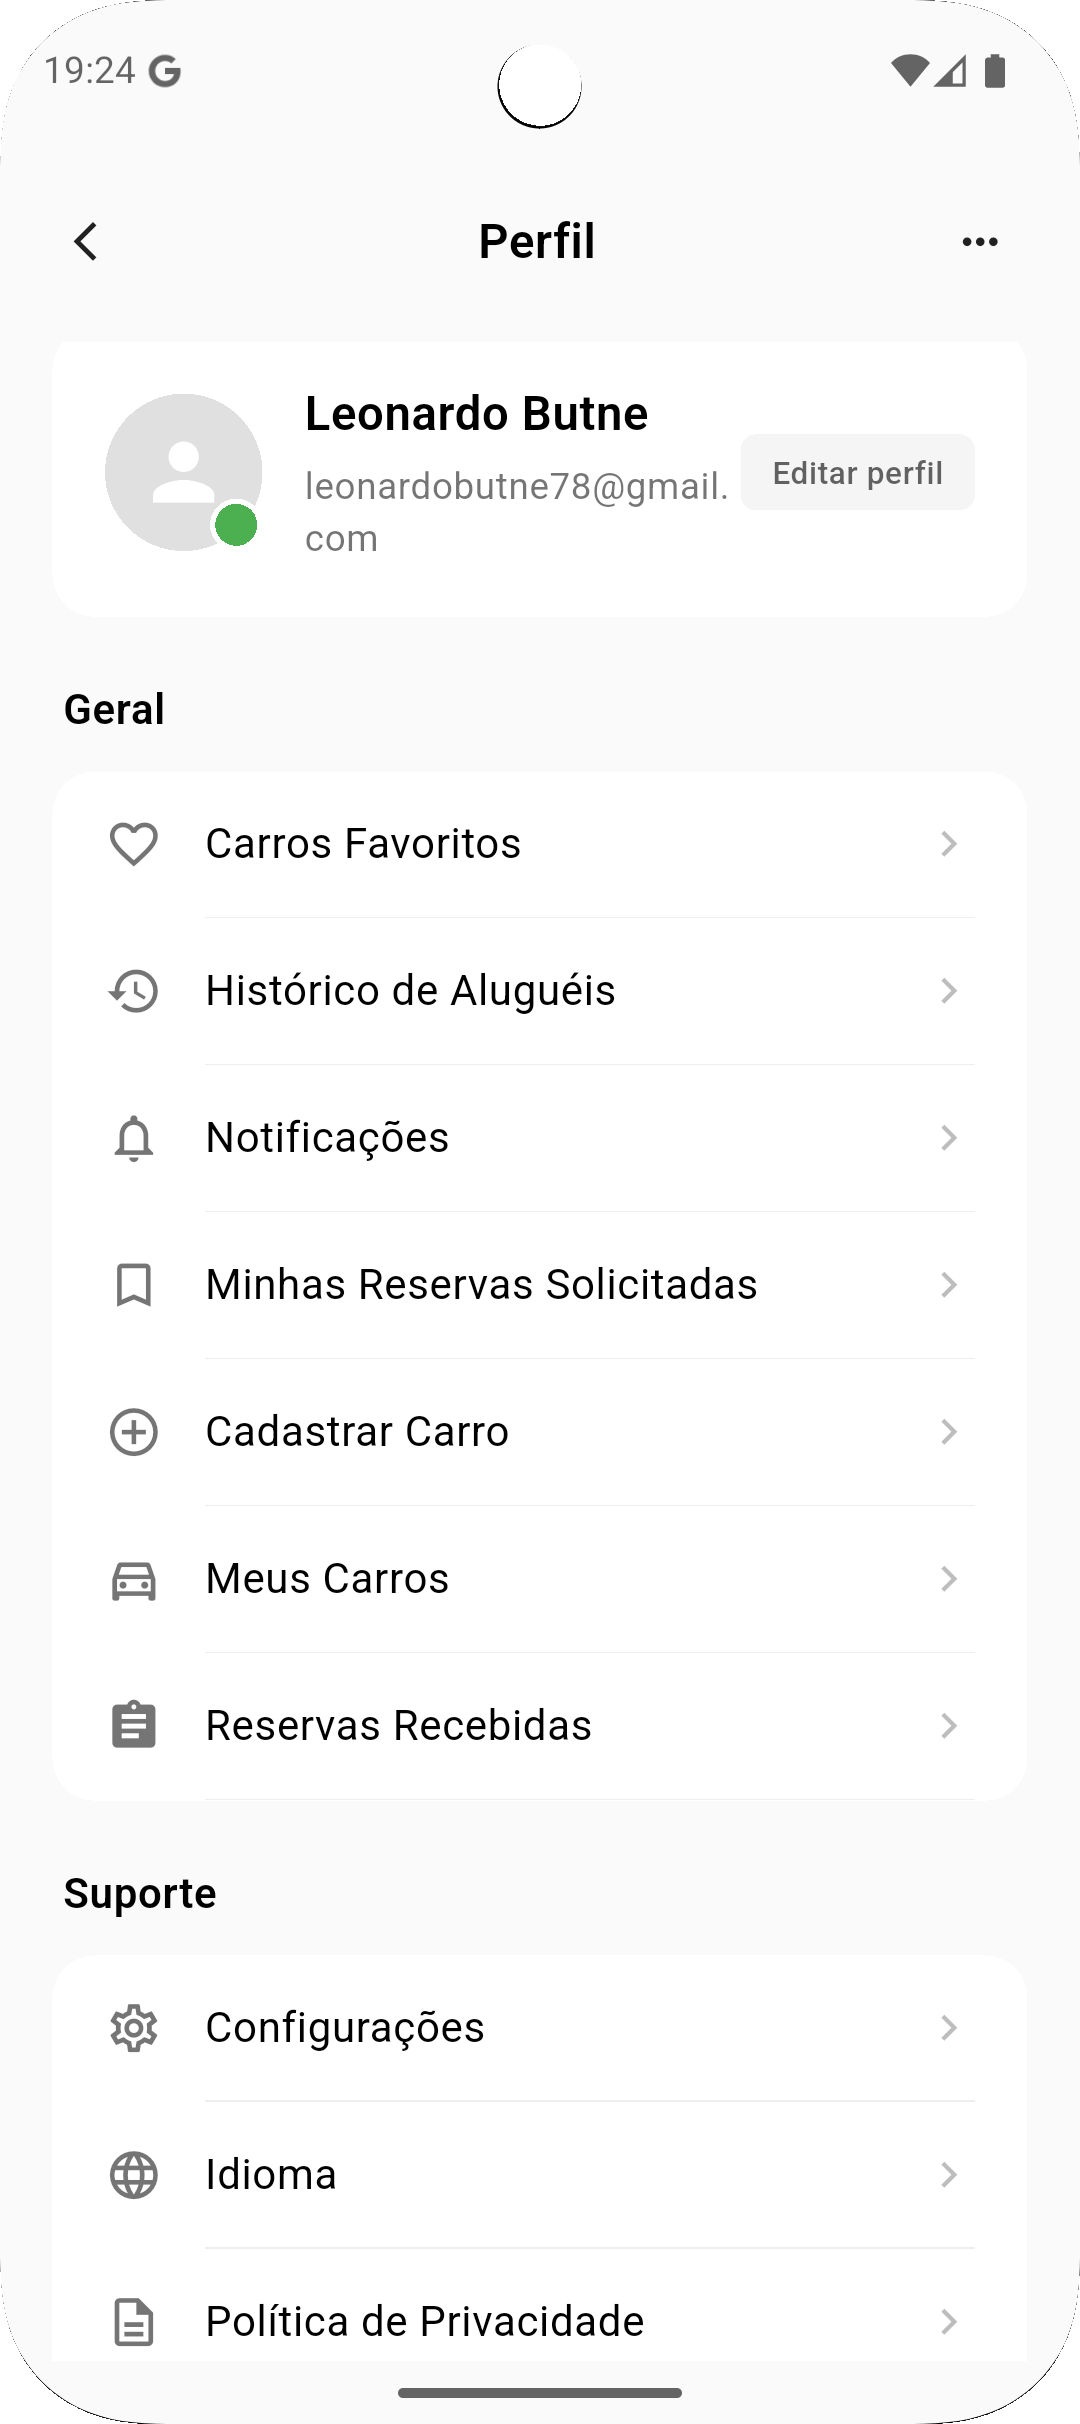 19:24
Perfil
Leonardo Butne
leonardobutne78@gmail.
com
Editar perfil
Geral
Carros Favoritos
Histórico de Aluguéis
Notificações
Minhas Reservas Solicitadas
Cadastrar Carro
Meus Carros
Reservas Recebidas
Suporte
Configurações
Idioma
Política de Privacidade